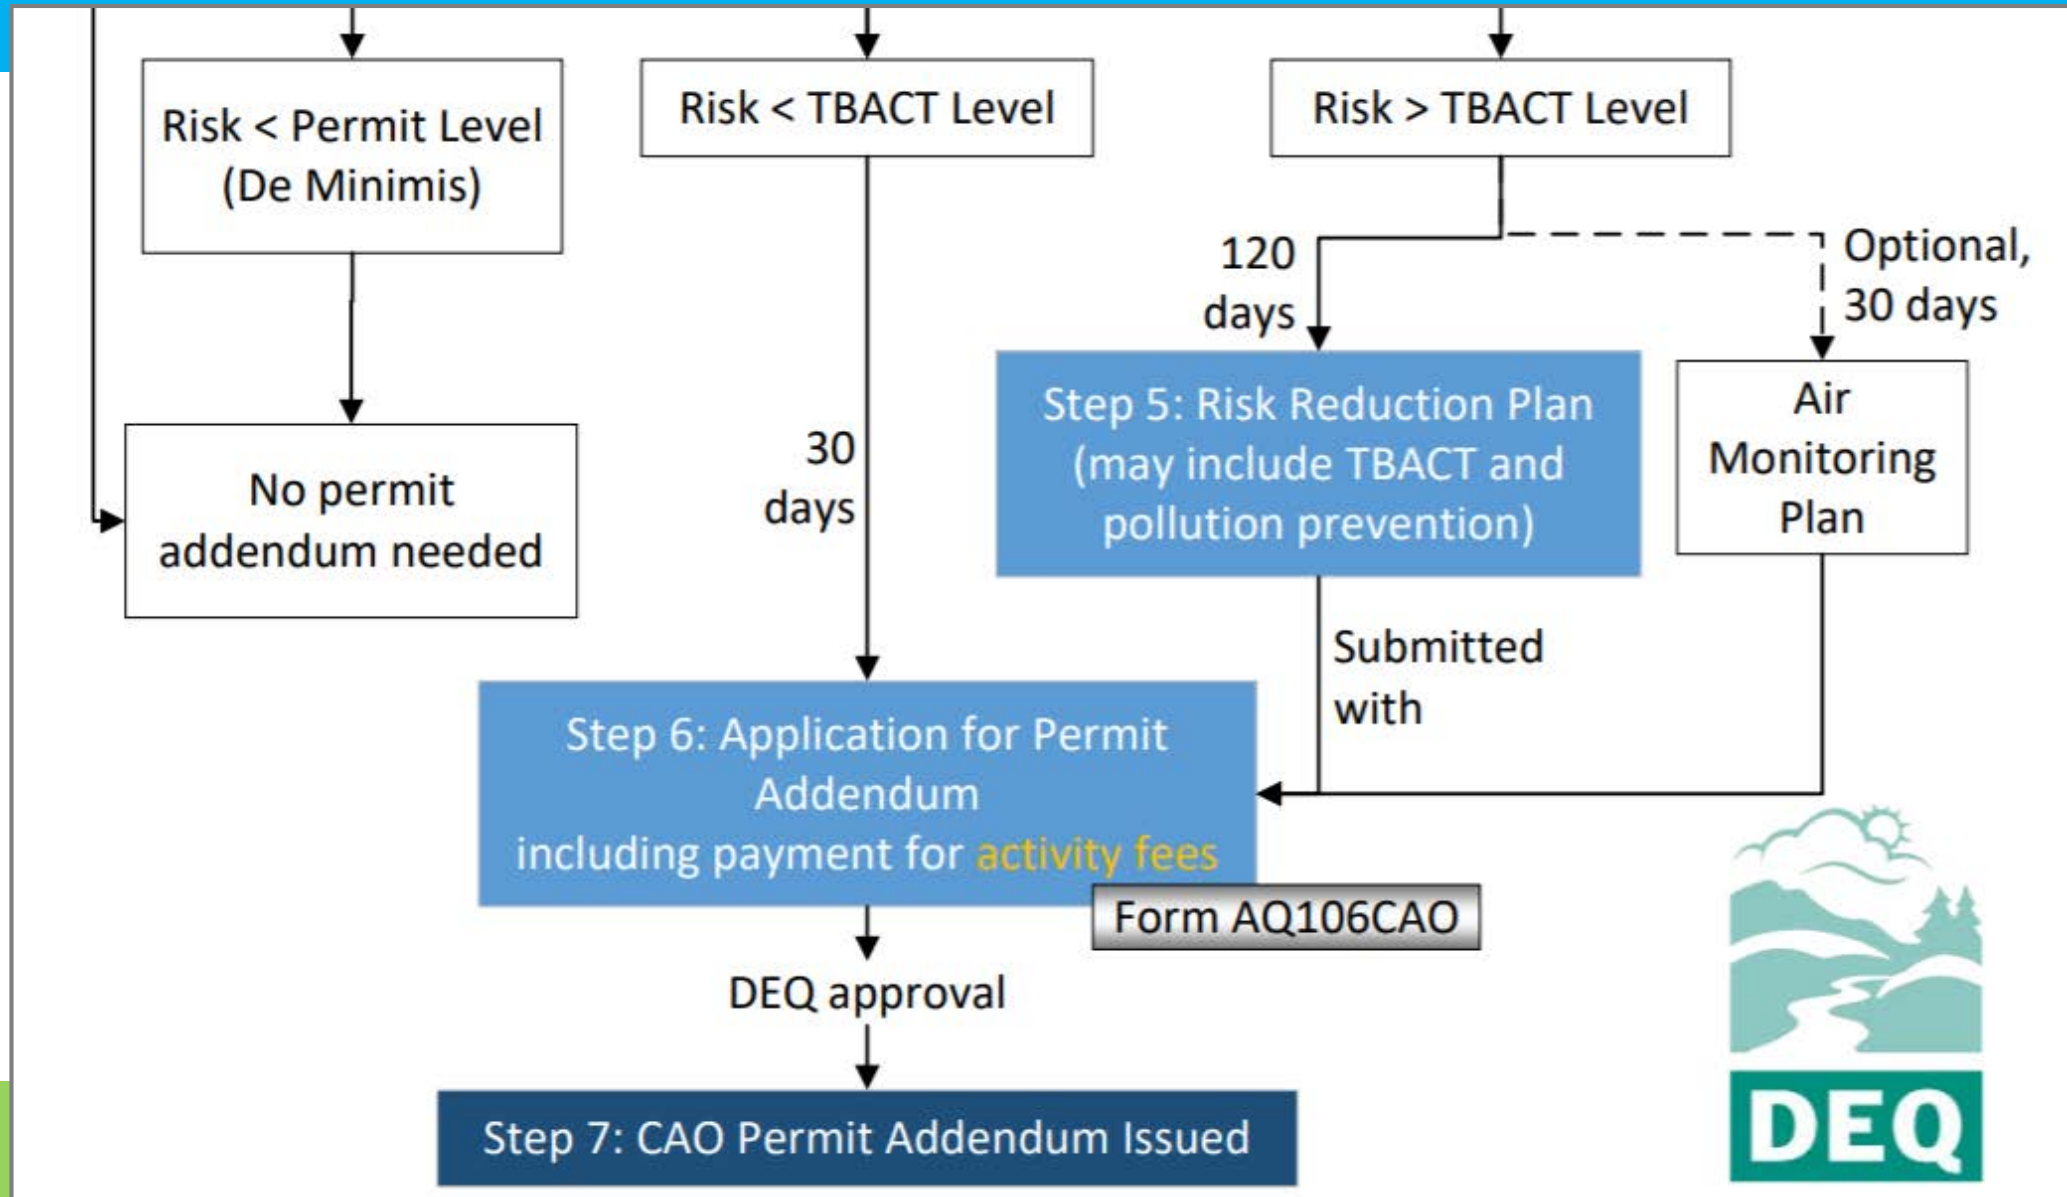 Risk < Permit Level
(De Minimis)
Risk < TBACT Level
Risk > TBACT Level
120
days
Optional,
30 days
Step 5: Risk Reduction Plan
(may include TBACT and
pollution prevention)
Air
Monitoring
Plan
No permit
addendum needed
30
days
Submitted
with
Step 6: Application for Permit
Addendum
including payment for activity fees
Form AQ106CAO
DEQ approval
Step 7: CAO Permit Addendum Issued
DEQ